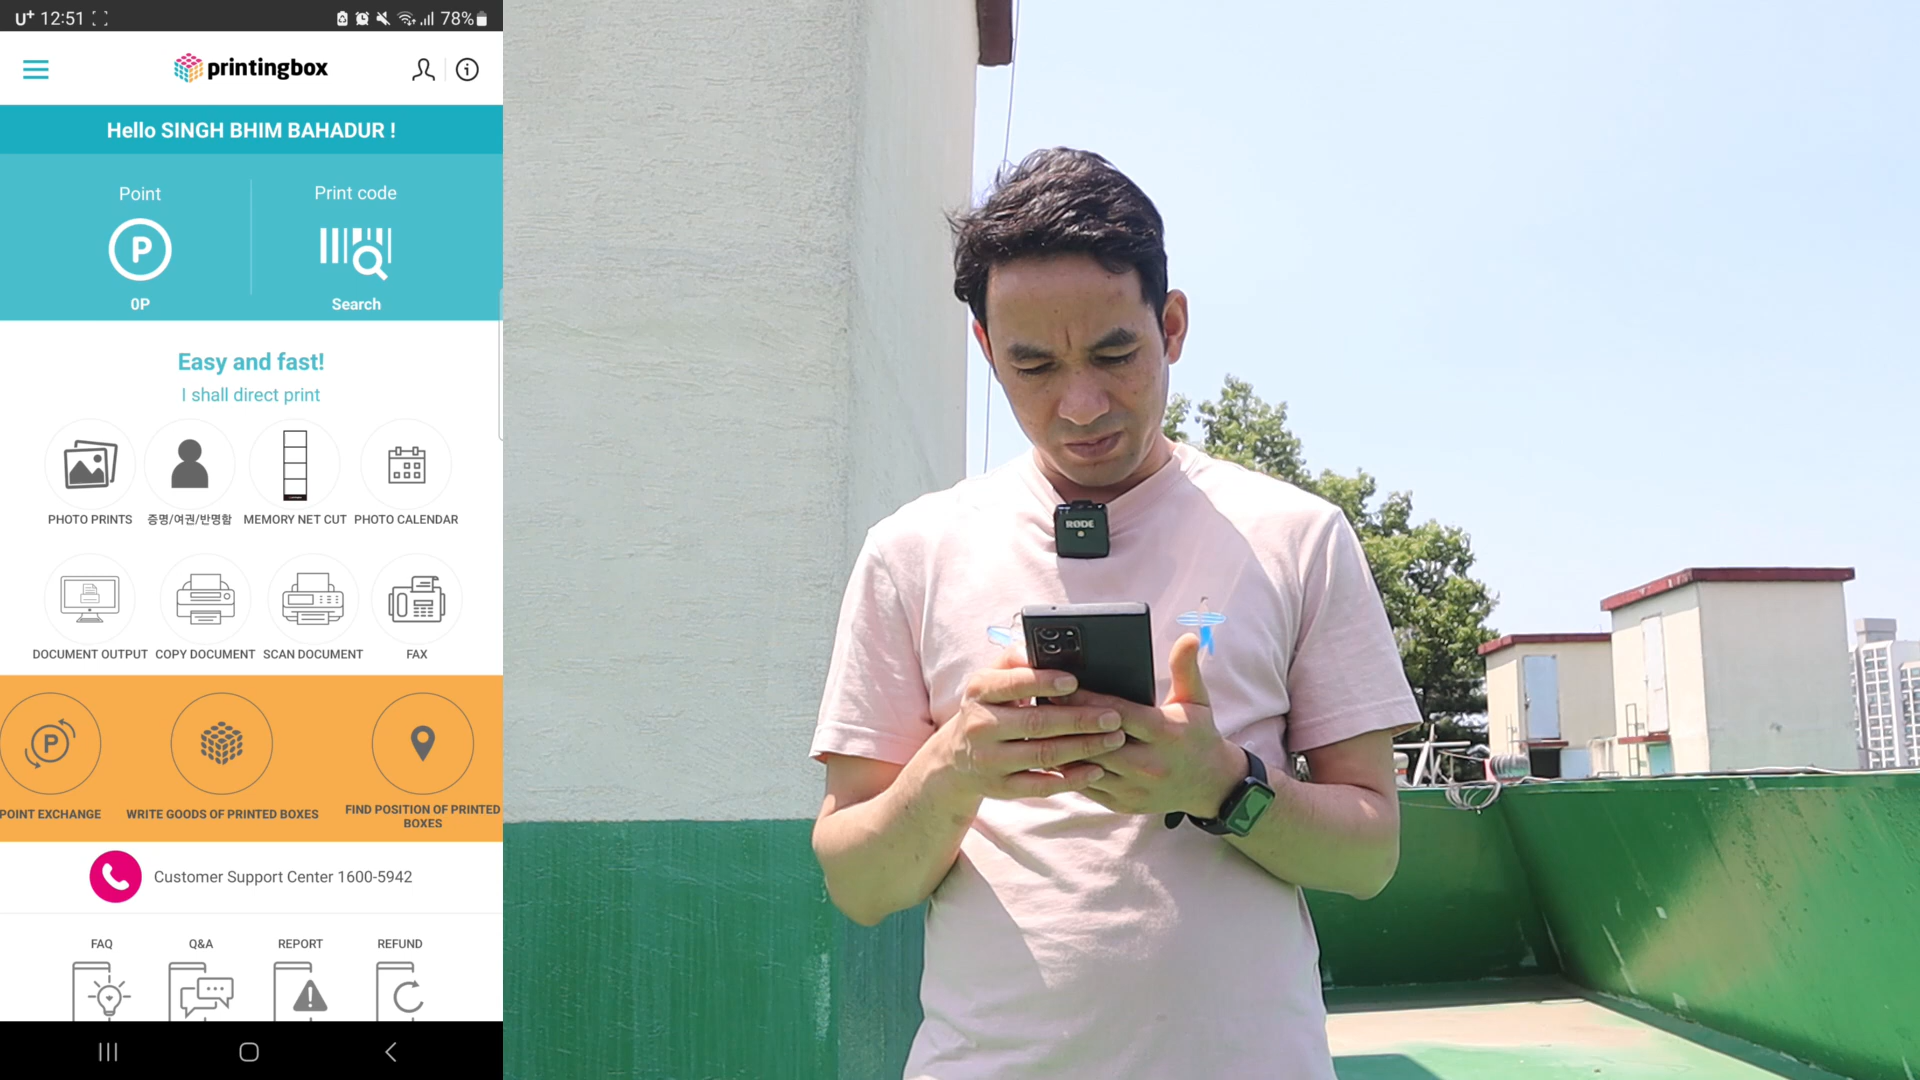 U+ 12:51 78%
printingbox
Hello SINGH BHIM BAHADUR !
Point
Print code
P
0P
Search
Easy and fast!
I shall direct print
PHOTO PRINTS
증명/여권/반명함
MEMORY NET CUT
PHOTO CALENDAR
DOCUMENT OUTPUT
COPY DOCUMENT
SCAN DOCUMENT
FAX
P
POINT EXCHANGE
WRITE GOODS OF PRINTED BOXES
FIND POSITION OF PRINTED
BOXES
Customer Support Center 1600-5942
FAQ
Q&A
REPORT
REFUND
RØDE